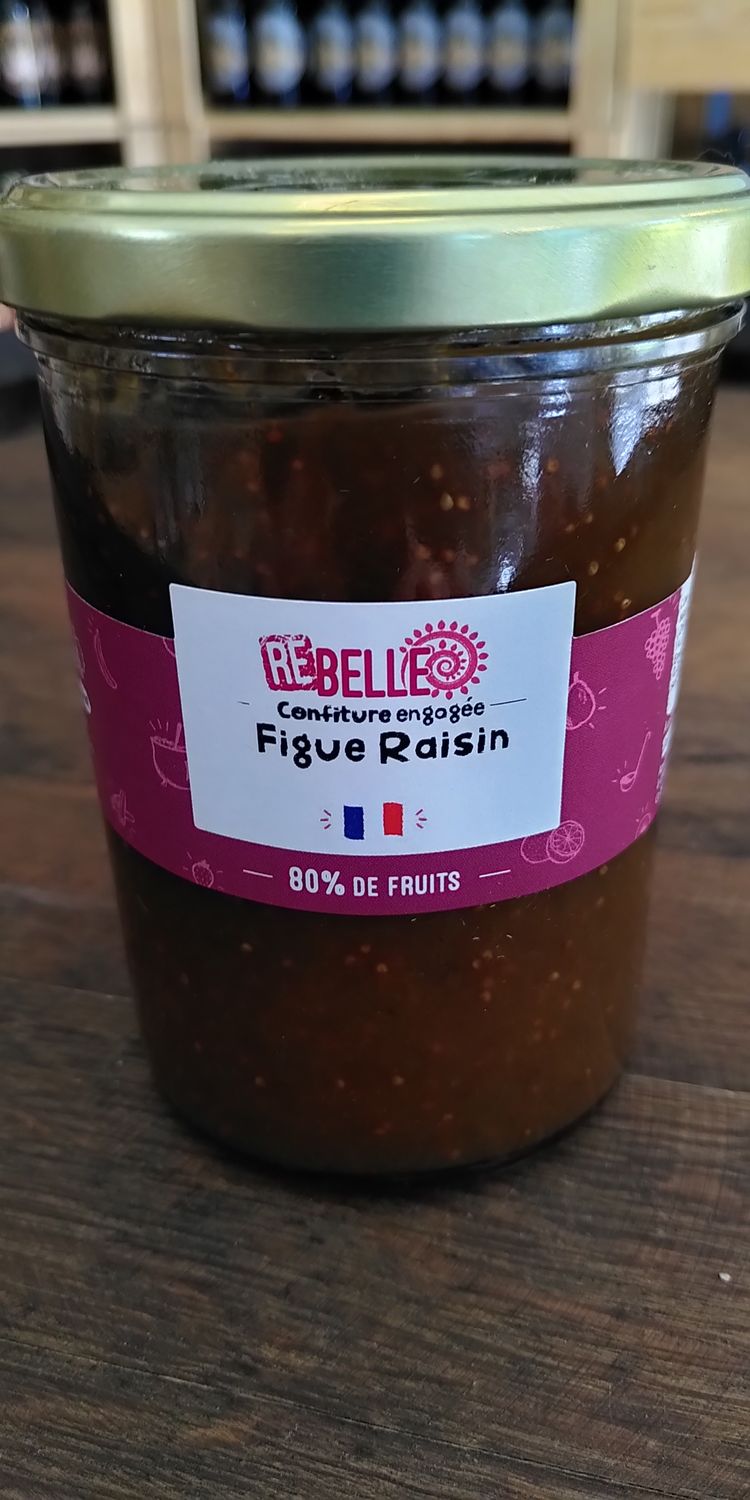 REBELLE
Confiture engagée
Figue Raisin
80% DE FRUITS